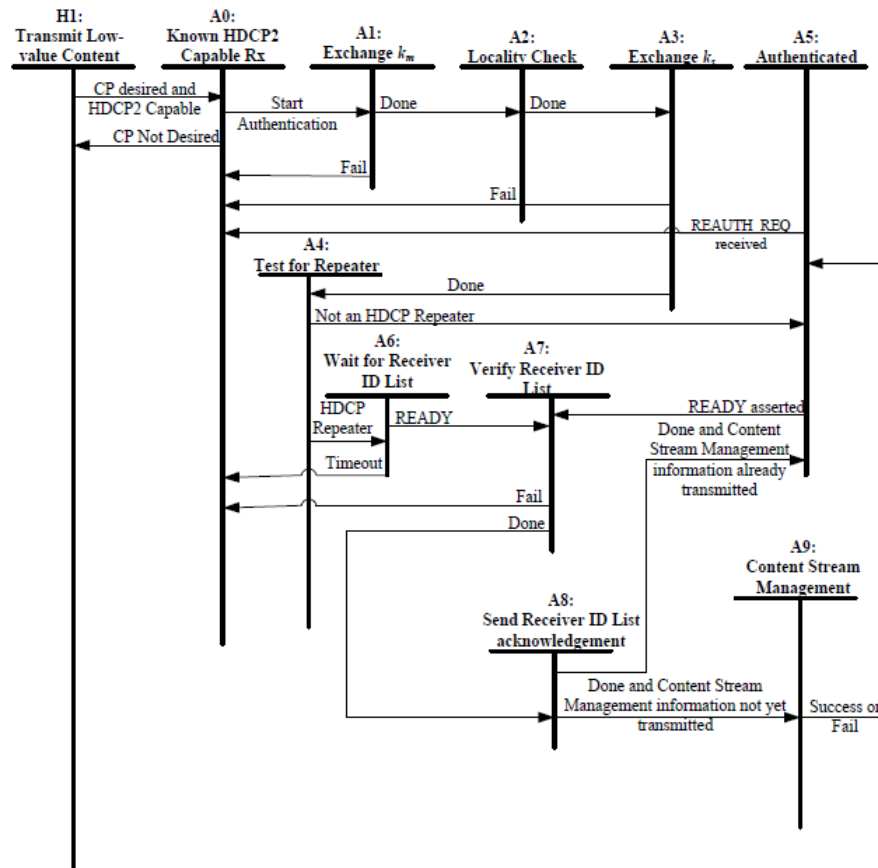 H1:
Transmit Low-
value Content
A0:
Known HDCP2
Capable Rx
A1:
Exchange km
A2:
Locality Check
A3:
Exchange ks
A5:
Authenticated
CP desired and
HDCP2 Capable
Start
Authentication
Done
Done
CP Not Desired
Fail
Fail
REAUTH_REQ
received
A4:
Test for Repeater
Done
Not an HDCP Repeater
A6:
Wait for Receiver
ID List
A7:
Verify Receiver ID
List
HDCP
Repeater
READY
READY asserted
Done and Content
Stream Management
information already
transmitted
Timeout
Fail
Done
A9:
Content Stream
Management
A8:
Send Receiver ID List
acknowledgement
Done and Content Stream
Management information not yet
transmitted
Success or
Fail